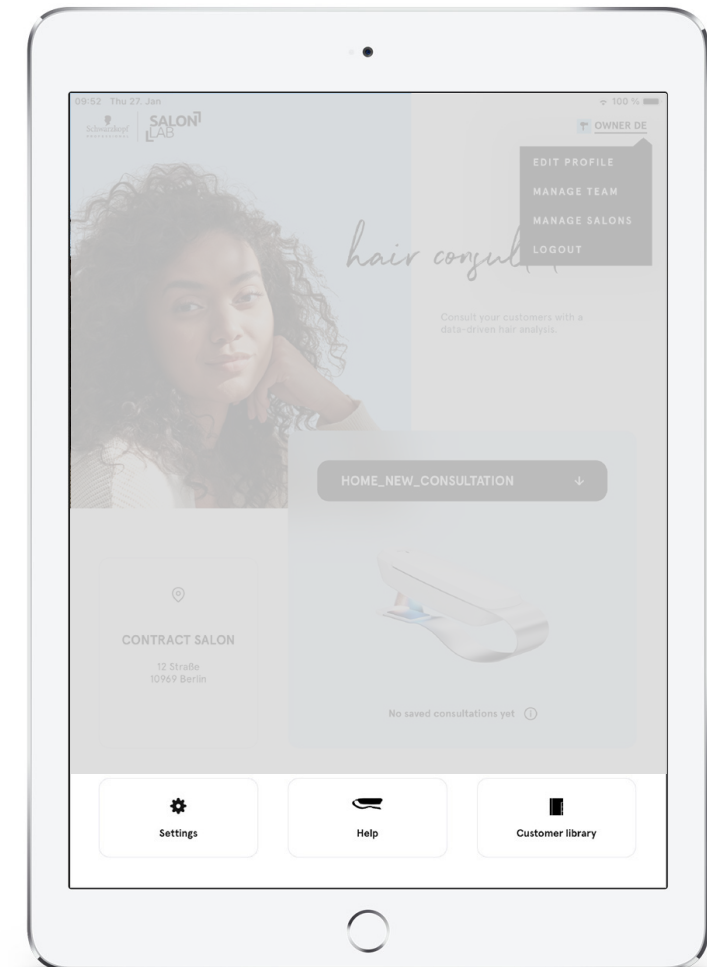 09:52 Thu 27. Jan
100 %
Schwarzkopf
PROFESSIONAL
SALON
LAB
OWNER DE
EDIT PROFILE
MANAGE TEAM
MANAGE SALONS
LOGOUT
hair consul
Consult your customers with a
data-driven hair analysis.
HOME_NEW_CONSULTATION
CONTRACT SALON
12 Straße
10969 Berlin
No saved consultations yet
Settings
Help
Customer library